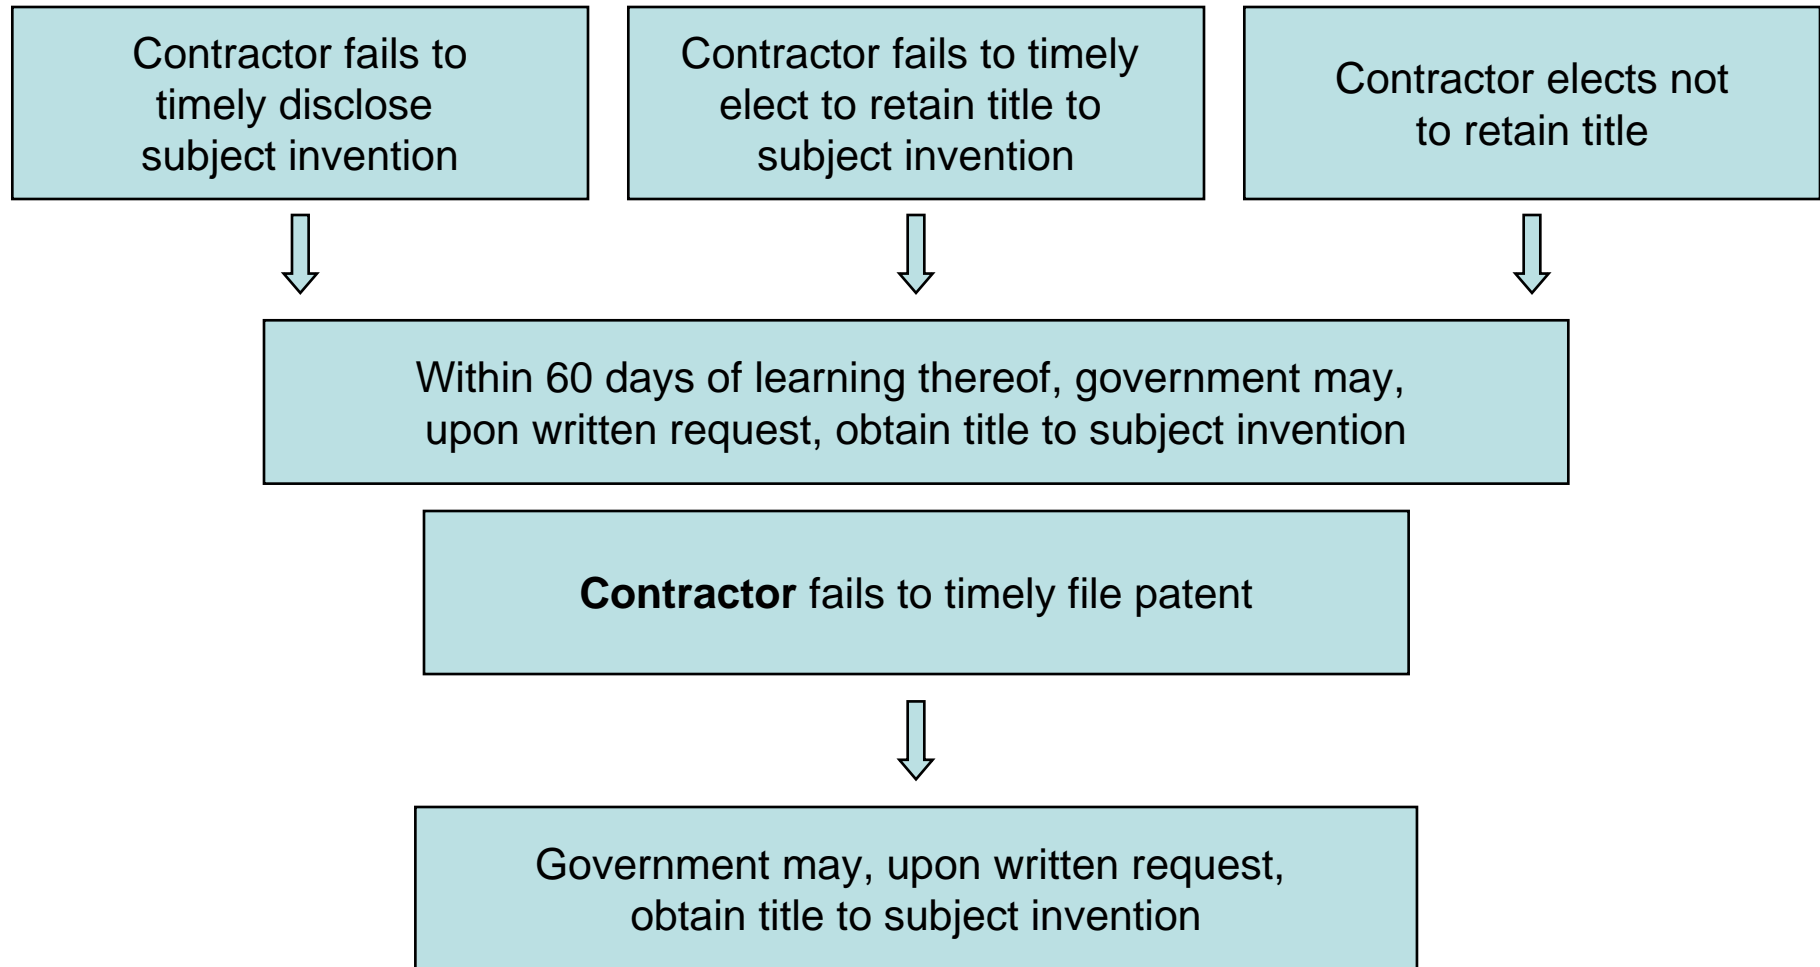 Contractor fails to
timely disclose
subject invention
Contractor fails to timely
elect to retain title to
subject invention
Contractor elects not
to retain title
Within 60 days of learning thereof, government may,
upon written request, obtain title to subject invention
Contractor fails to timely file patent
Government may, upon written request,
obtain title to subject invention